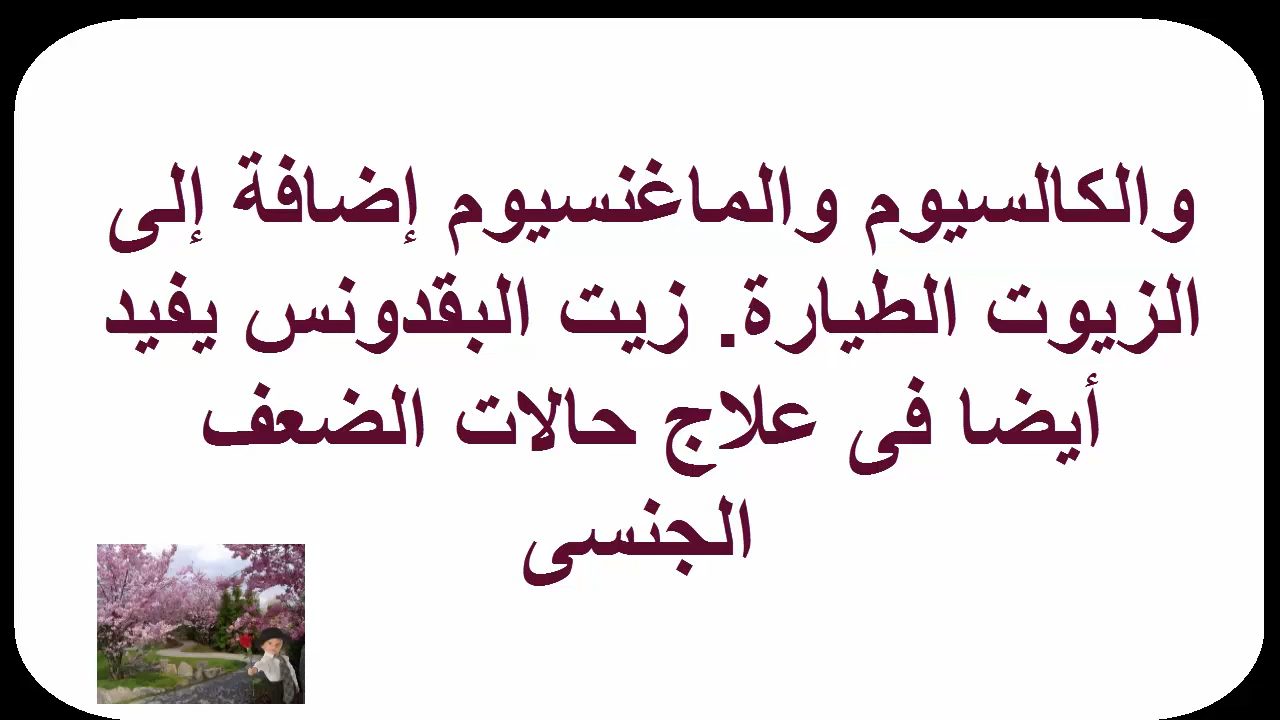 والكالسيوم والماغنسيوم إضافة إلى
الزيوت الطيارة. زيت البقدونس يفيد
أيضا فى علاج حالات الضعف
الجنسى